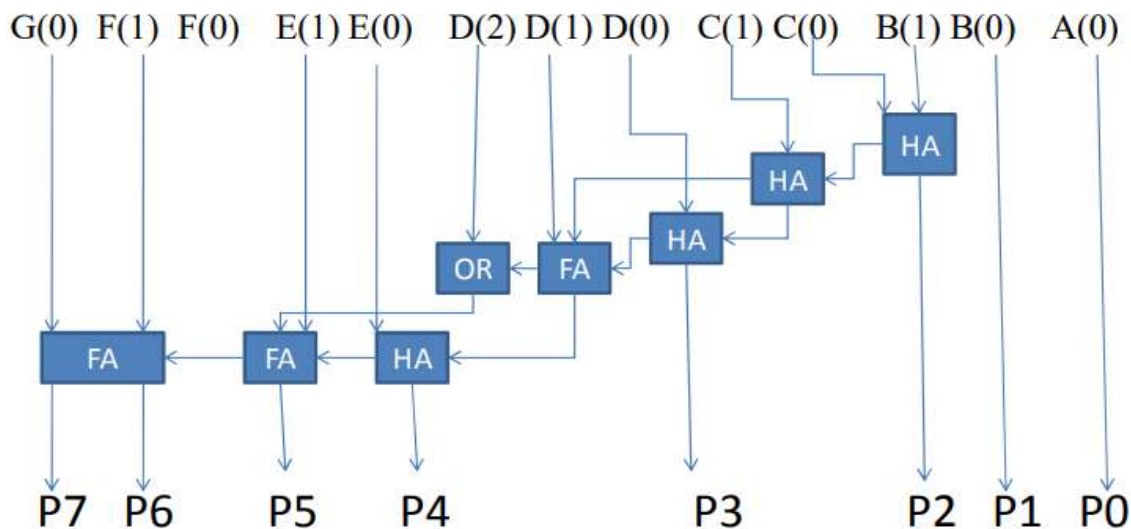 G(0) F(1) F(0) E(1) E(0) D(2) D(1) D(0) C(1) C(0) B(1) B(0) A(0)
HA
HA
HA
OR FA
FA FA HA
P7 P6 P5 P4 P3 P2 P1 P0